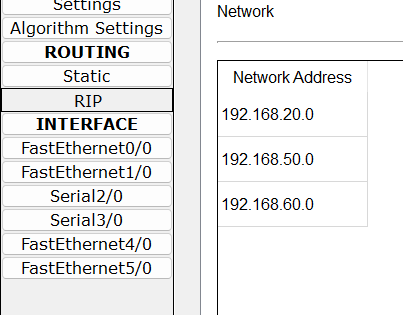 Settings
Algorithm Settings
ROUTING
Static
RIP
INTERFACE
FastEthernet0/0
FastEthernet1/0
Serial2/0
Serial3/0
FastEthernet4/0
FastEthernet5/0
Network
Network Address
192.168.20.0
192.168.50.0
192.168.60.0